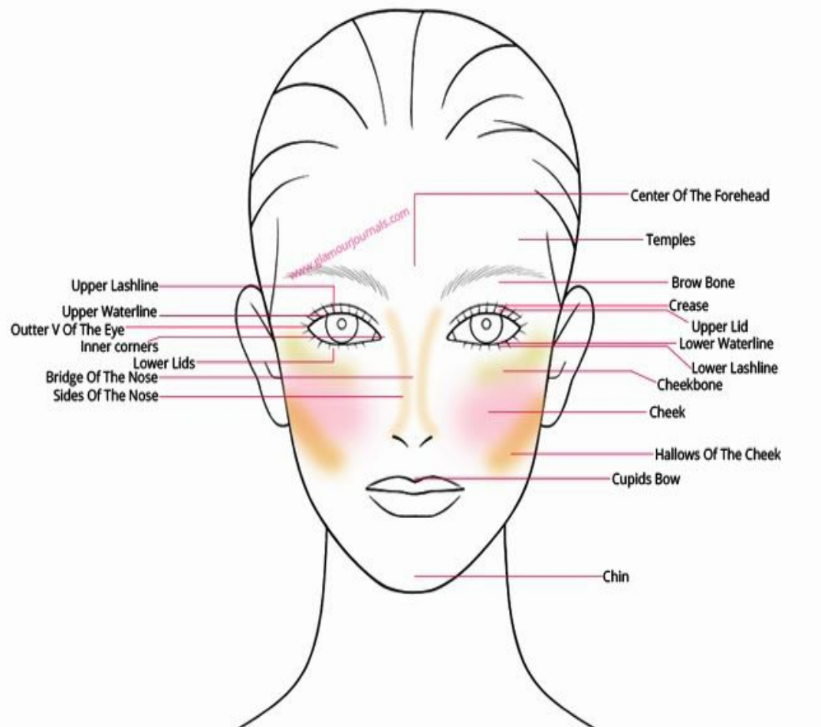 Center Of The Forehead
www.glamourjournals.com
Temples
Brow Bone
Upper Lashline
Crease
Upper Waterline
Upper Lid
Outter V Of The Eye
Lower Waterline
Inner corners
Lower Lids
Lower Lashline
Bridge Of The Nose
Cheekbone
Sides Of The Nose
Cheek
Hallows Of The Cheek
Cupids Bow
Chin